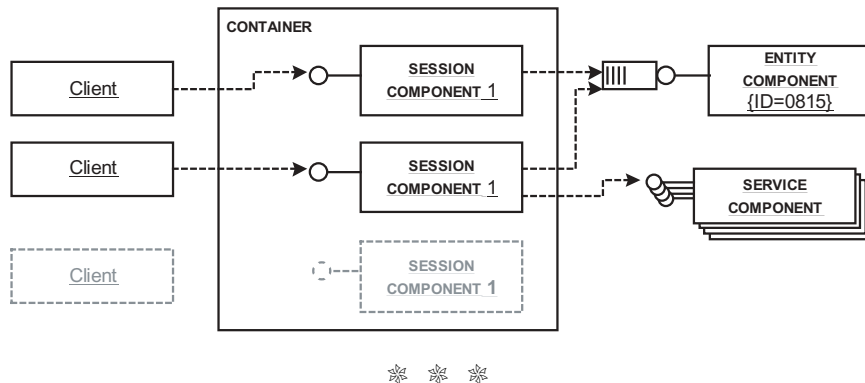 CONTAINER
ENTITY
COMPONENT
{ID=0815}
Client
SESSION
COMPONENT 1
Client
SESSION
COMPONENT 1
SERVICE
COMPONENT
Client
SESSION
COMPONENT 1